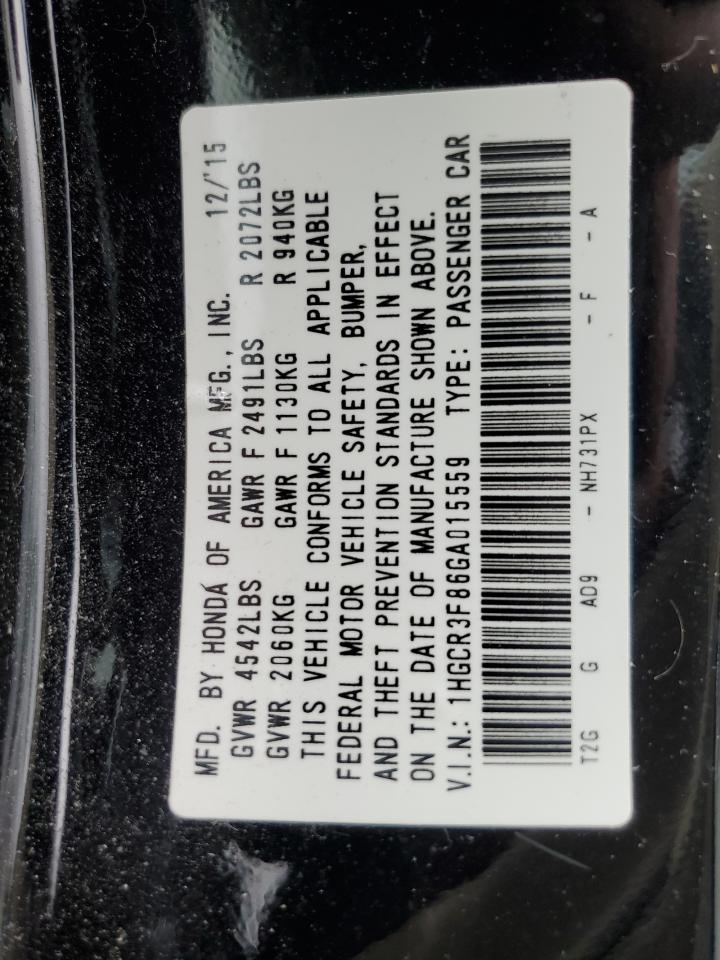 MFD. BY HONDA OF AMERICA MFG., INC. 12/'15
GVWR 4542LBS GAWR F 2491LBS R 2072LBS
GVWR 2060KG GAWR F 1130KG R 940KG
THIS VEHICLE CONFORMS TO ALL APPLICABLE
FEDERAL MOTOR VEHICLE SAFETY, BUMPER,
AND THEFT PREVENTION STANDARDS IN EFFECT
ON THE DATE OF MANUFACTURE SHOWN ABOVE.
V.I.N.: 1HGCR3F86GA015559 TYPE: PASSENGER CAR
T2G G AD9 - NH731PX - F - A